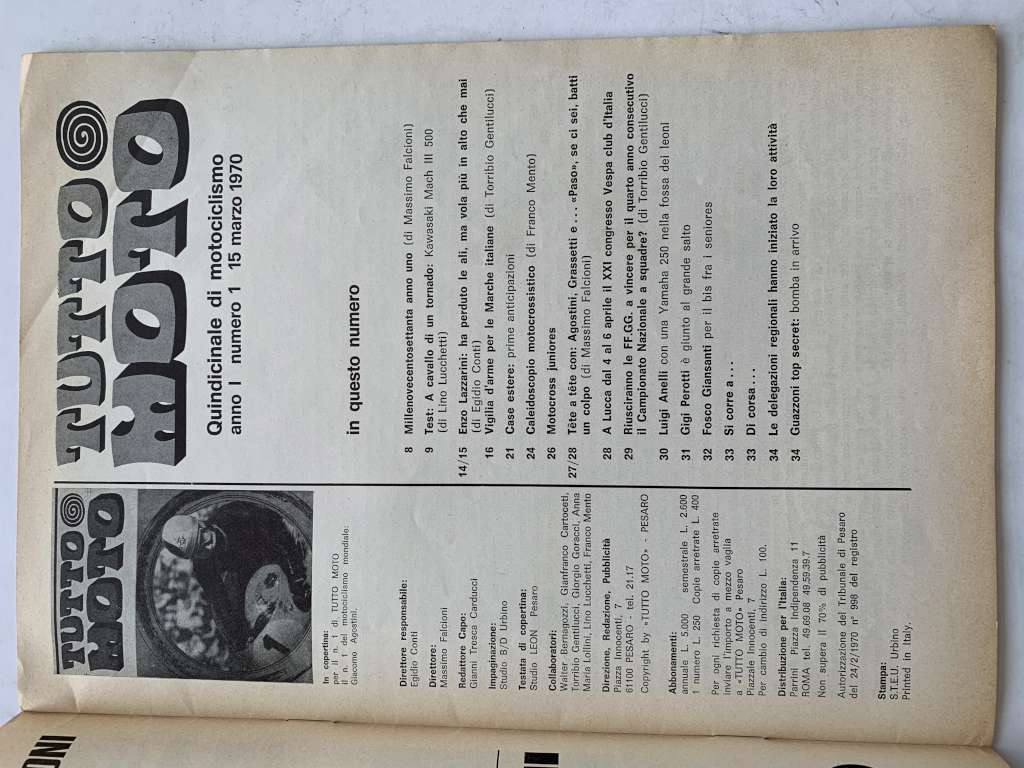 TUTTO
MOTO
In copertina:
per il n. 1 di TUTTO MOTO
il n. 1 del motociclismo mondiale:
Giacomo Agostini.
Direttore responsabile:
Egidio Conti
Direttore:
Massimo Falcioni
Redattore Capo:
Gianni Trosca Carducci
Impaginazione:
Studio B/D Urbino
Testata di copertina:
Studio LEON Pesaro
Collaboratori:
Walter Bernagozzi, Gianfranco Cartoceti,
Torribio Gentilucci, Giorgio Goracci, Anna
Maria Collini, Lino Lucchetti, Franco Mento
Direzione, Redazione, Pubblicità
Piazza Innocenti, 7
61100 PESARO - tel. 21.17
Copyright by «TUTTO MOTO» - PESARO
Abbonamenti:
annuale L. 5.000 semestrale L. 2.600
1 numero L. 250 Copie arretrate L. 400
Per ogni richiesta di copie arretrate
inviare l'importo a mezzo vaglia
a «TUTTO MOTO» Pesaro
Piazzale Innocenti, 7
Per cambio di indirizzo L. 100.
Distribuzione per l'Italia:
Parrini Piazza Indipendenza 11
ROMA tel. 49.69.08 49.59.39.7
Non supera il 70% di pubblicità
Autorizzazione del Tribunale di Pesaro
del 24/2/1970 n° 998 del registro
Stampa:
S.T.E.U. Urbino
Printed in Italy.
TUTTO
MOTO
Quindicinale di motociclismo
anno I numero 1 15 marzo 1970
in questo numero
8 Millenovecentosettanta anno uno (di Massimo Falcioni)
9 Test: A cavallo di un tornado: Kawasaki Mach III 500
(di Lino Lucchetti)
14/15 Enzo Lazzarini: ha perduto le ali, ma vola più in alto che mai
(di Egidio Conti)
16 Vigilia d'arme per le Marche italiane (di Torribio Gentilucci)
21 Case estere: prime anticipazioni
24 Caleidoscopio motocrossistico (di Franco Mento)
26 Motocross juniores
27/28 Tête a tête con: Agostini, Grassetti e . . . «Paso», se ci sei, batti
un colpo (di Massimo Falcioni)
28 A Lucca dal 4 al 6 aprile il XXI congresso Vespa club d'Italia
29 Riusciranno le FF.GG. a vincere per il quarto anno consecutivo
il Campionato Nazionale a squadre? (di Torribio Gentilucci)
30 Luigi Anelli con una Yamaha 250 nella fossa dei leoni
31 Gigi Perotti è giunto al grande salto
32 Fosco Giansanti per il bis fra i seniores
33 Si corre a . . .
33 Di corsa . . .
34 Le delegazioni regionali hanno iniziato la loro attività
34 Guazzoni top secret: bomba in arrivo